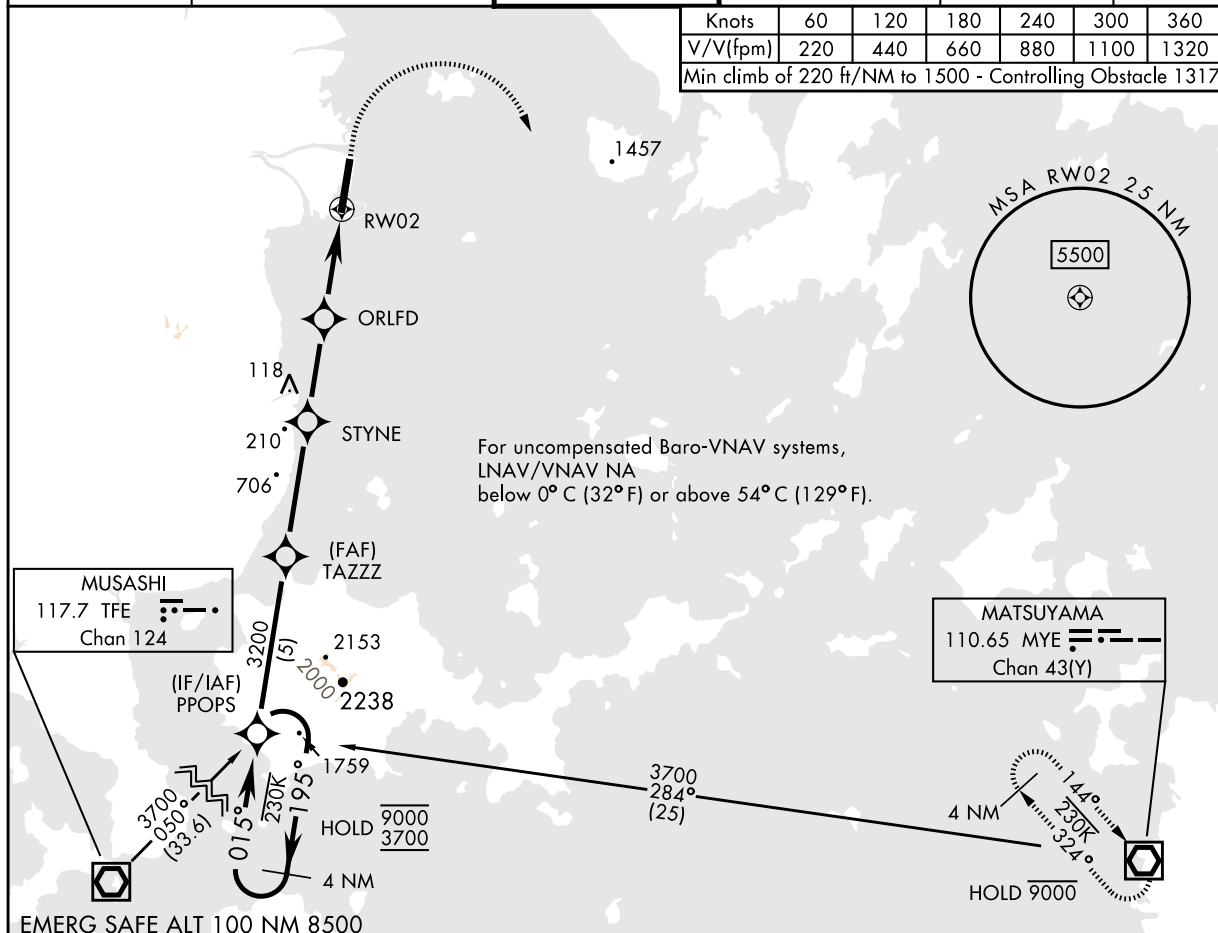 Knots 60 120 180 240 300 360
V/V(fpm) 220 440 660 880 1100 1320
Min climb of 220 ft/NM to 1500 - Controlling Obstacle 1317
1457
MSA RW02 25 NM
5500
RW02
ORLFD
118
STYNE
210
706
For uncompensated Baro-VNAV systems,
LNAV/VNAV NA
below 0° C (32° F) or above 54° C (129° F).
(FAF)
TAZZZ
MUSASHI
117.7 TFE
Chan 124
MATSUYAMA
110.65 MYE
Chan 43(Y)
3200
(5)
2153
2000
2238
(IF/IAF)
PPOPS
1759
3700
050°
(33.6)
015°
230K
195°
HOLD 9000
3700
4 NM
3700
284°
(25)
4 NM
144°
230K
324°
HOLD 9000
EMERG SAFE ALT 100 NM 8500